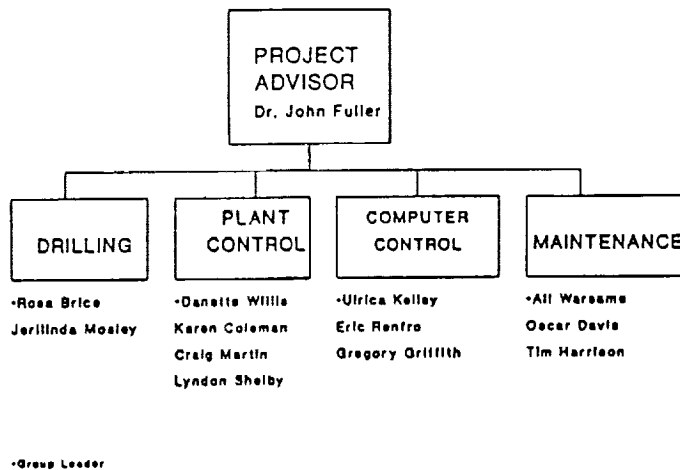 PROJECT
ADVISOR
Dr. John Fuller
DRILLING
•Rosa Brice
Jerilinda Mosley
PLANT
CONTROL
•Danette Willis
Karen Coleman
Craig Martin
Lyndon Shelby
COMPUTER
CONTROL
•Ulrica Kelley
Eric Renfro
Gregory Griffith
MAINTENANCE
•Ali Warsame
Oscar Davis
Tim Harrison
•Group Leader